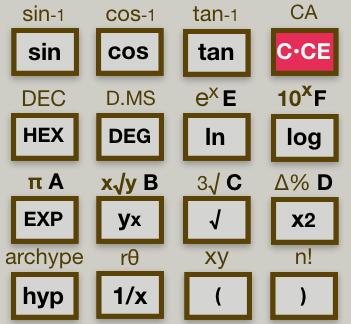 sin-1 cos-1 tan-1 CA
sin cos tan C·CE
DEC D.MS eˣ E 10ˣF
HEX DEG ln log
π A x√y B 3√ C Δ% D
EXP yx √ x2
archype rθ xy n!
hyp 1/x ( )